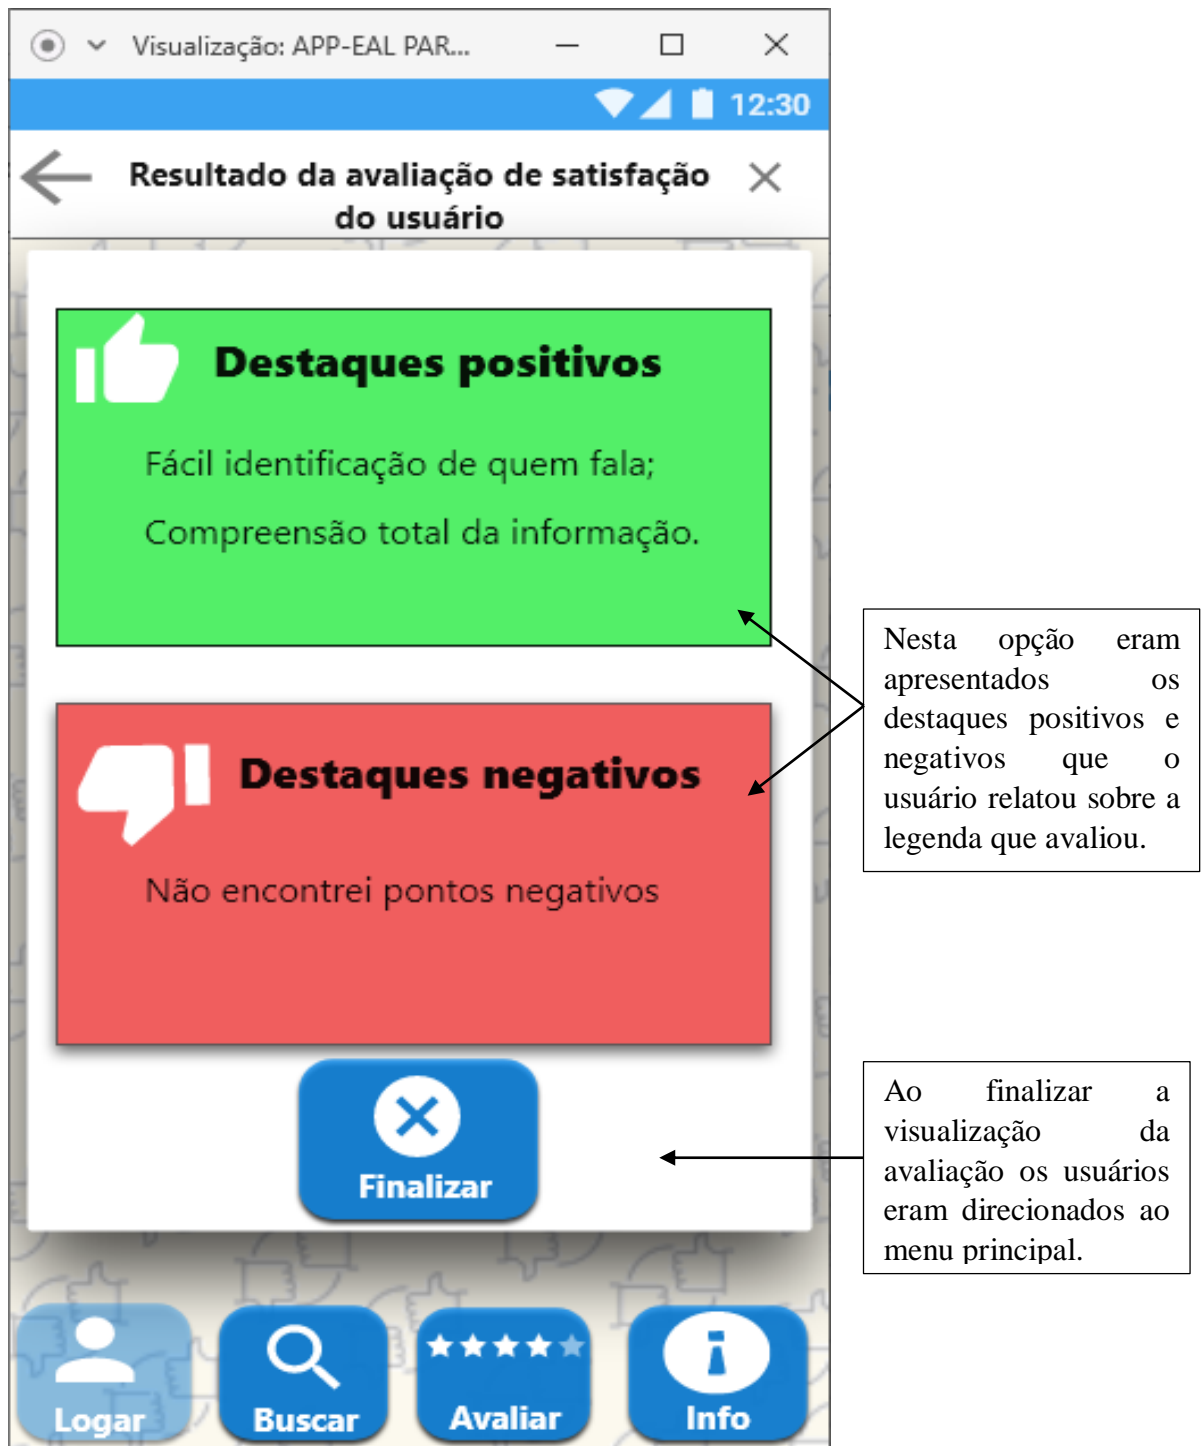 Visualização: APP-EAL PAR...
12:30
Resultado da avaliação de satisfação
do usuário
Destaques positivos
Fácil identificação de quem fala;
Compreensão total da informação.
Nesta opção eram
apresentados os
destaques positivos e
negativos que o
usuário relatou sobre a
legenda que avaliou.
Destaques negativos
Não encontrei pontos negativos
Finalizar
Ao finalizar a
visualização da
avaliação os usuários
eram direcionados ao
menu principal.
Logar
Buscar
Avaliar
Info